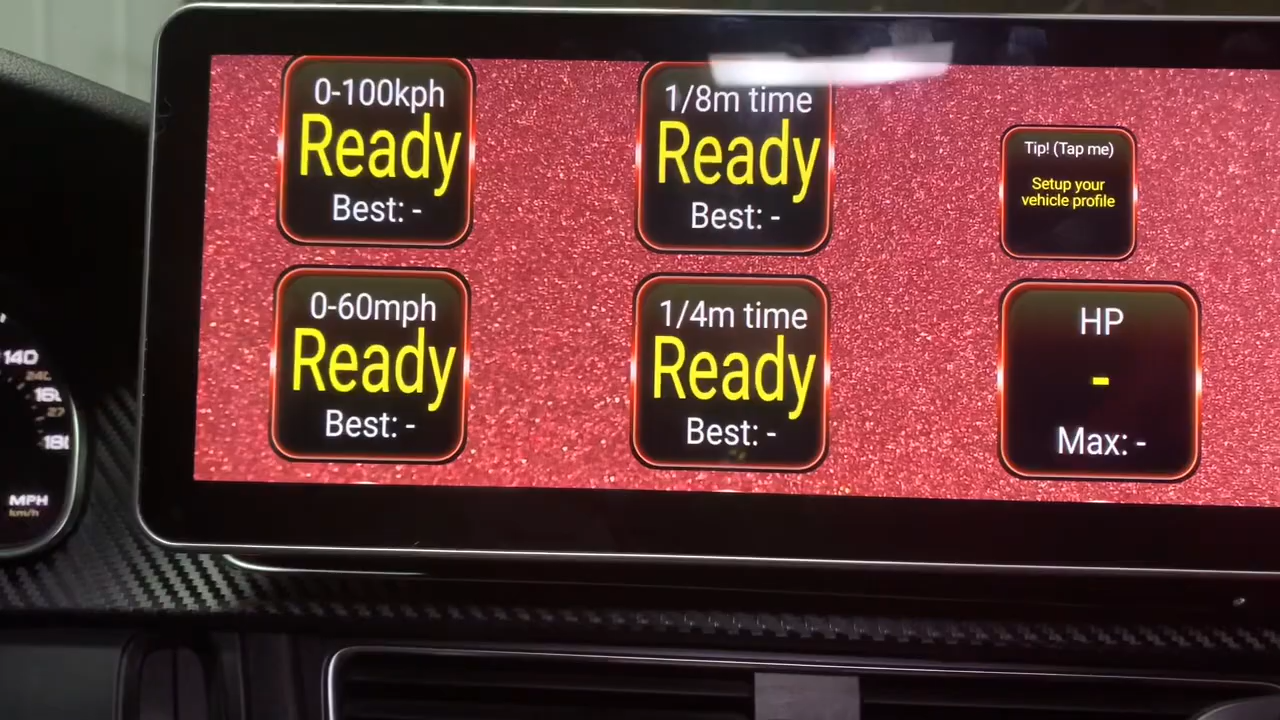 0-100kph
Ready
Best: -
1/8m time
Ready
Best: -
Tip! (Tap me)
Setup your
vehicle profile
0-60mph
Ready
Best: -
1/4m time
Ready
Best: -
HP
-
Max: -
140
180
MPH
km/h